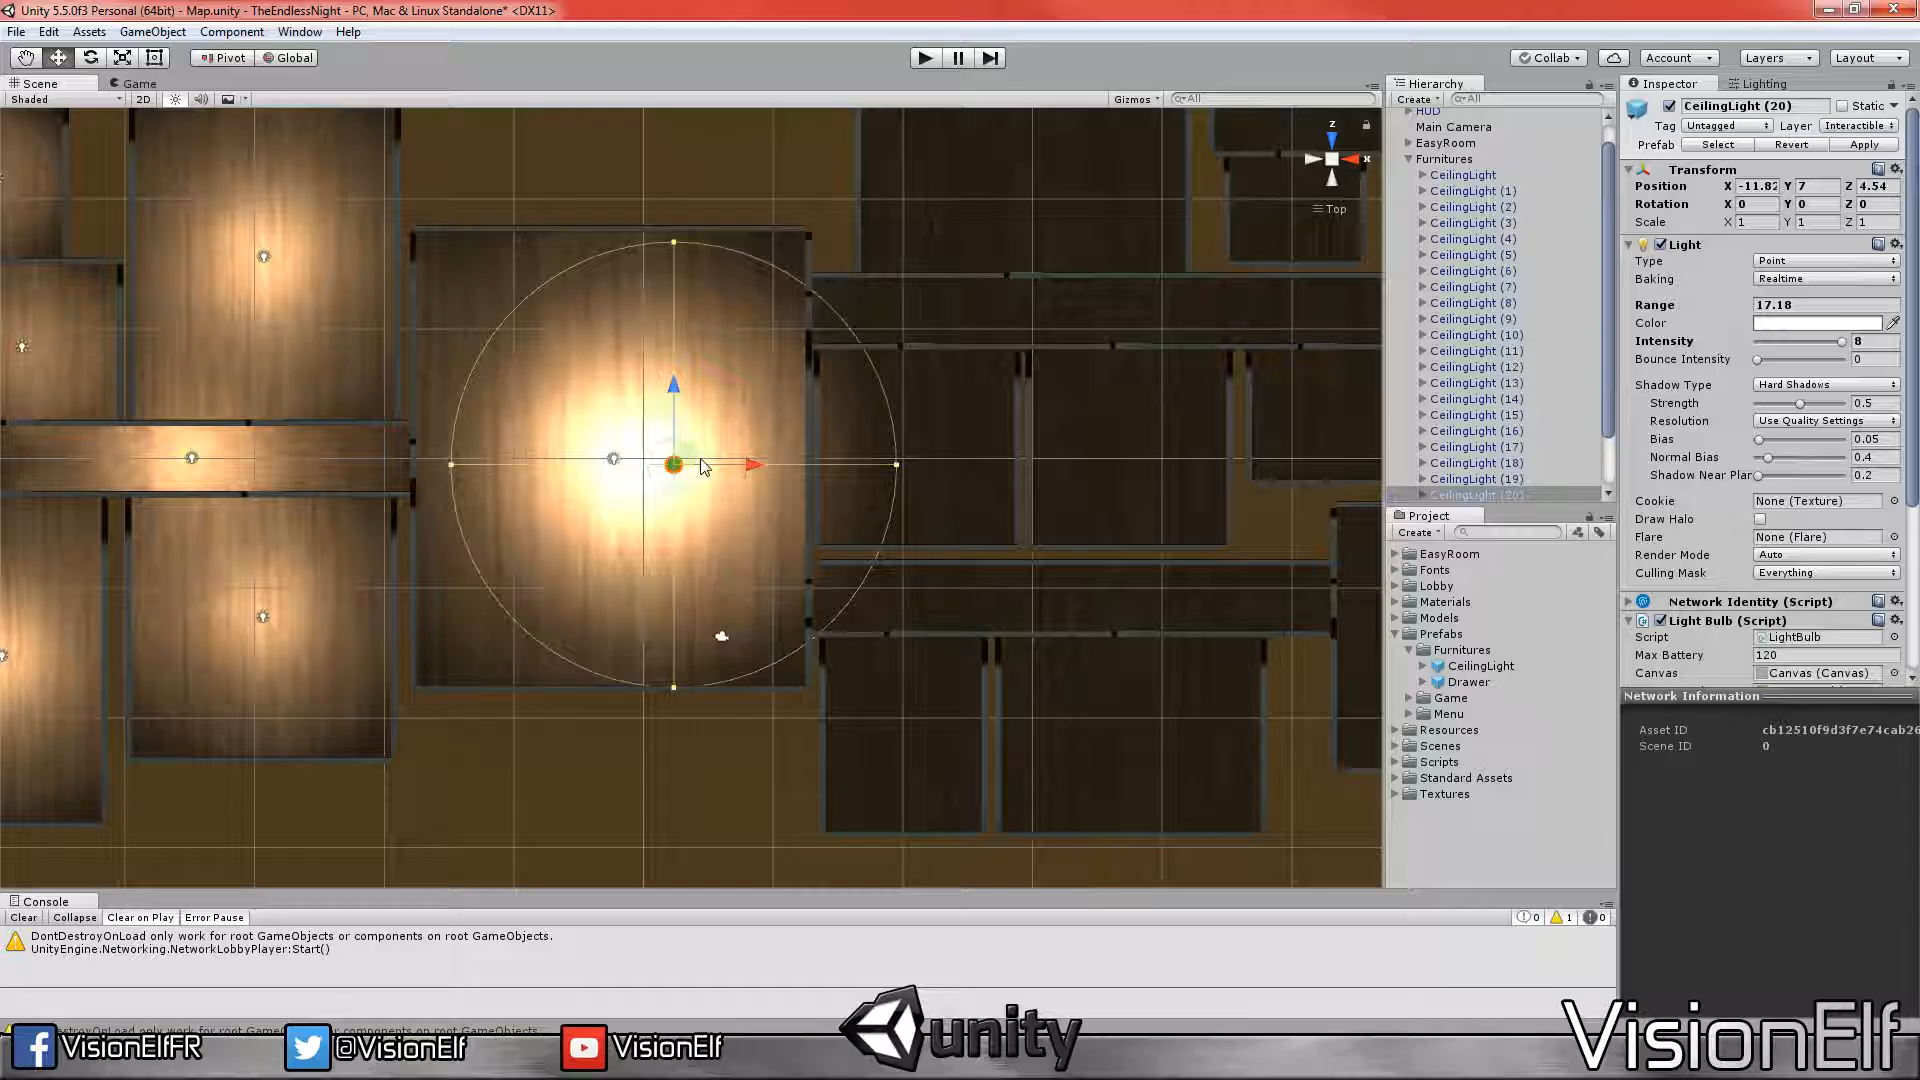 Unity 5.5.0f3 Personal (64bit) - Map.unity - TheEndlessNight - PC, Mac & Linux Standalone* <DX11>
File Edit Assets GameObject Component Window Help
Pivot Global Collab Account Layers Layout
Scene Game
Shaded 2D Gizmos All
z
x
Top
Hierarchy
Create All
HUD
Main Camera
EasyRoom
Furnitures
CeilingLight
CeilingLight (1)
CeilingLight (2)
CeilingLight (3)
CeilingLight (4)
CeilingLight (5)
CeilingLight (6)
CeilingLight (7)
CeilingLight (8)
CeilingLight (9)
CeilingLight (10)
CeilingLight (11)
CeilingLight (12)
CeilingLight (13)
CeilingLight (14)
CeilingLight (15)
CeilingLight (16)
CeilingLight (17)
CeilingLight (18)
CeilingLight (19)
CeilingLight (20)
Project
Create
EasyRoom
Fonts
Lobby
Materials
Models
Prefabs
Furnitures
CeilingLight
Drawer
Game
Menu
Resources
Scenes
Scripts
Standard Assets
Textures
Inspector Lighting
CeilingLight (20) Static
Tag Untagged Layer Interactible
Prefab Select Revert Apply
Transform
Position X -11.82 Y 7 Z 4.54
Rotation X 0 Y 0 Z 0
Scale X 1 Y 1 Z 1
Light
Type Point
Baking Realtime
Range 17.18
Color
Intensity 8
Bounce Intensity 0
Shadow Type Hard Shadows
Strength 0.5
Resolution Use Quality Settings
Bias 0.05
Normal Bias 0.4
Shadow Near Plar 0.2
Cookie None (Texture)
Draw Halo
Flare None (Flare)
Render Mode Auto
Culling Mask Everything
Network Identity (Script)
Light Bulb (Script)
Script LightBulb
Max Battery 120
Canvas Canvas (Canvas)
Network Information
Asset ID cb12510f9d3f7e74cab26
Scene ID 0
Console
Clear Collapse Clear on Play Error Pause 0 1 0
DontDestroyOnLoad only work for root GameObjects or components on root GameObjects.
UnityEngine.Networking.NetworkLobbyPlayer:Start()
VisionElfFR @VisionElf VisionElf unity VisionElf